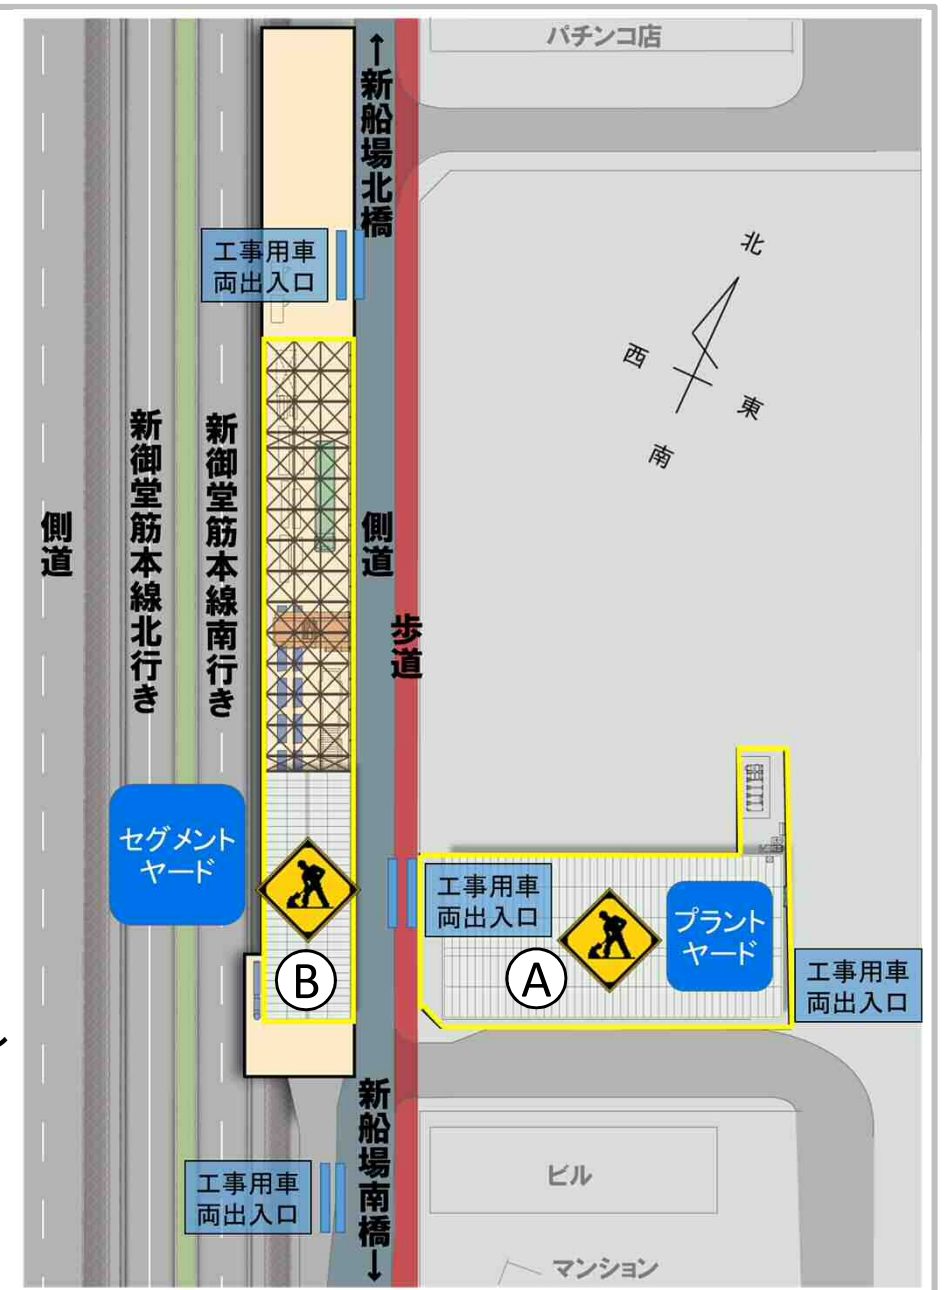 パチンコ店
↑新船場北橋
工事用車
両出入口
北
西
東
南
側道
新御堂筋本線北行き
新御堂筋本線南行き
側道
歩道
セグメント
ヤード
工事用車
両出入口
プラント
ヤード
B
A
工事用車
両出入口
新船場南橋↓
工事用車
両出入口
ビル
マンション